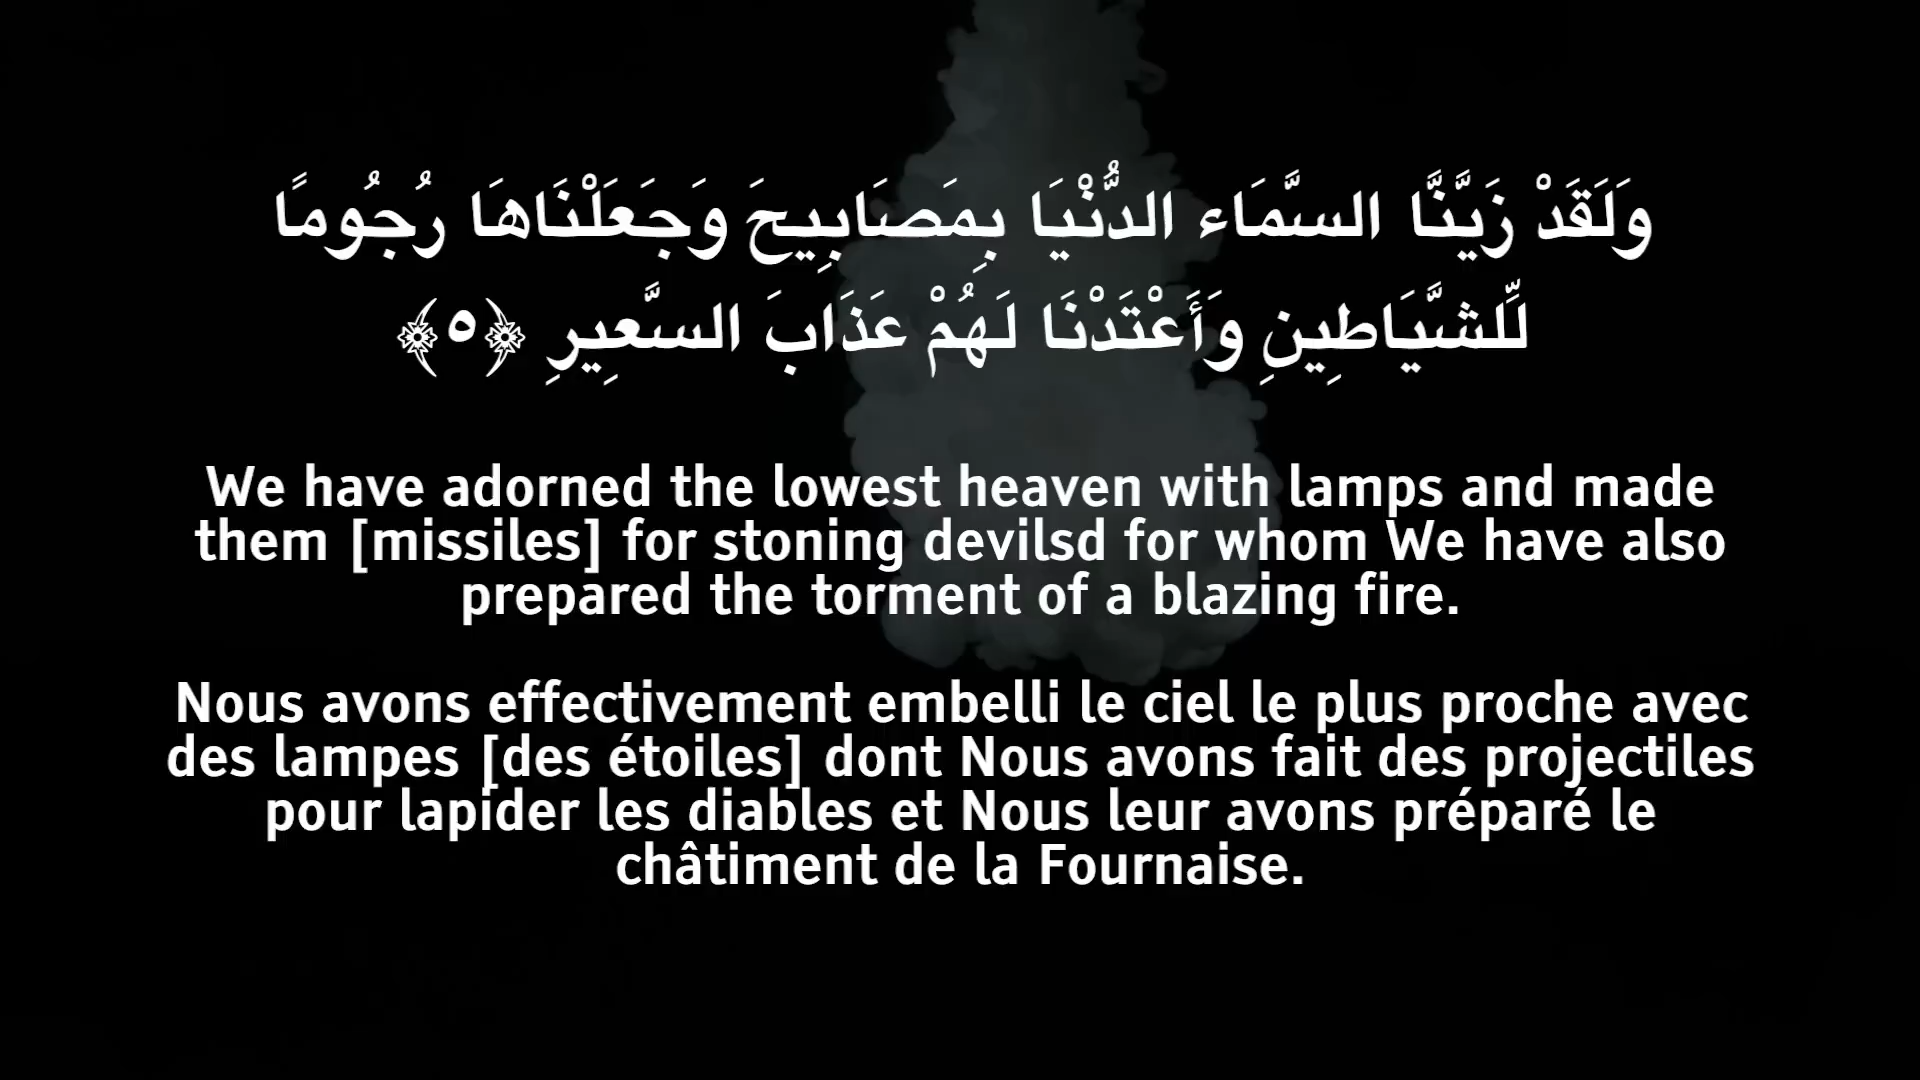 وَلَقَدْ زَيَّنَّا السَّمَاء الدُّنْيَا بِمَصَابِيحَ وَجَعَلْنَاهَا رُجُومًا
لِّلشَّيَاطِينِ وَأَعْتَدْنَا لَهُمْ عَذَابَ السَّعِيرِ ﴿٥﴾
We have adorned the lowest heaven with lamps and made
them [missiles] for stoning devilsd for whom We have also
prepared the torment of a blazing fire.
Nous avons effectivement embelli le ciel le plus proche avec
des lampes [des étoiles] dont Nous avons fait des projectiles
pour lapider les diables et Nous leur avons préparé le
châtiment de la Fournaise.